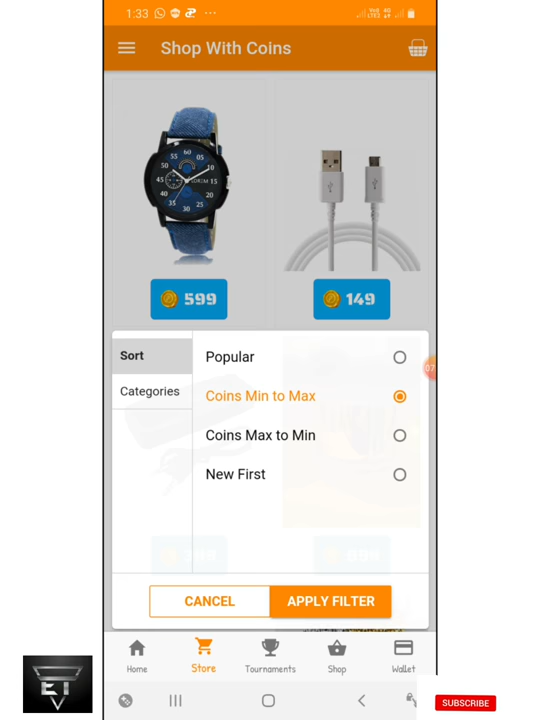 1:33
Shop With Coins
599
149
Sort
Popular
Coins Min to Max
Categories
Coins Max to Min
New First
CANCEL
APPLY FILTER
Home
Store
Tournaments
Shop
Wallet
ET
SUBSCRIBE